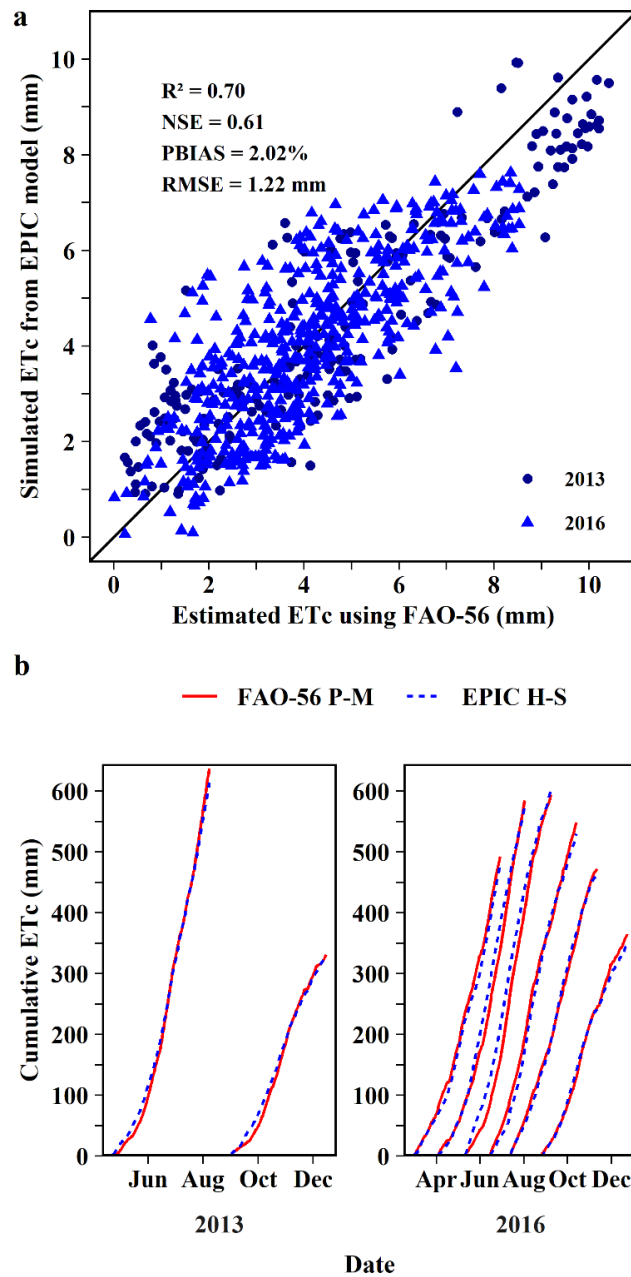 a
Simulated ETc from EPIC model (mm)
10
8
6
4
2
0
R² = 0.70
NSE = 0.61
PBIAS = 2.02%
RMSE = 1.22 mm
2013
2016
0 2 4 6 8 10
Estimated ETc using FAO-56 (mm)
b
FAO-56 P-M EPIC H-S
Cumulative ETc (mm)
600
500
400
300
200
100
0
Jun Aug Oct Dec
2013
600
500
400
300
200
100
0
Apr Jun Aug Oct Dec
2016
Date